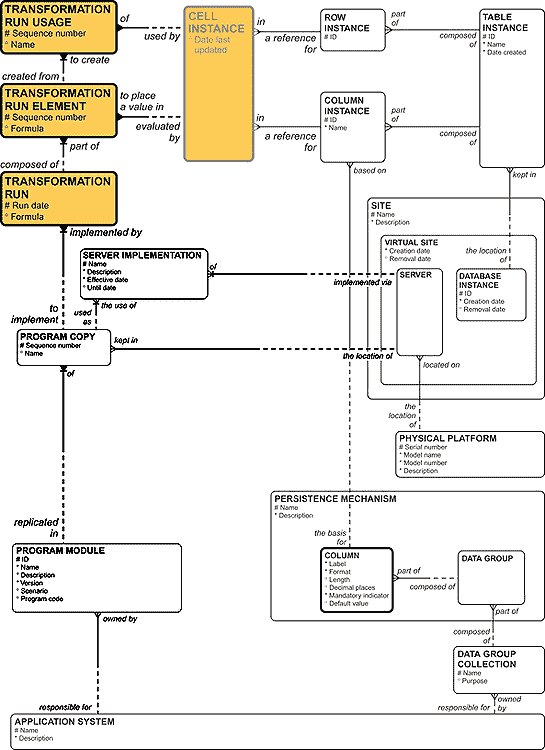 TRANSFORMATION
RUN USAGE
# Sequence number
° Name
of
used by
CELL
INSTANCE
° Date last
updated
in
a reference
for
ROW
INSTANCE
# ID
part
of
composed
of
TABLE
INSTANCE
# ID
* Name
* Date created
to create
created from
TRANSFORMATION
RUN ELEMENT
# Sequence number
° Formula
to place
a value in
evaluated
by
in
a reference
for
COLUMN
INSTANCE
# ID
* Name
part
of
composed
of
part of
composed of
based on
kept in
TRANSFORMATION
RUN
# Run date
° Formula
implemented by
SITE
# Name
* Description
VIRTUAL SITE
* Creation date
° Removal date
the location
of
SERVER IMPLEMENTATION
# Name
* Description
* Effective date
° Until date
of
implemented via
SERVER
DATABASE
INSTANCE
# ID
* Creation date
° Removal date
to
implement
used
as
the use of
PROGRAM COPY
# Sequence number
° Name
kept in
the location of
of
located on
the
location
of
PHYSICAL PLATFORM
# Serial number
* Model name
* Model number
* Description
PERSISTENCE MECHANISM
# Name
* Description
replicated
in
the basis
for
PROGRAM MODULE
# ID
* Name
* Description
* Version
° Scenario
* Program code
COLUMN
* Label
* Format
° Length
° Decimal places
* Mandatory indicator
° Default value
part of
composed of
DATA GROUP
part of
owned by
composed
of
DATA GROUP
COLLECTION
# Name
° Purpose
responsible for
responsible for
owned
by
APPLICATION SYSTEM
# Name
* Description